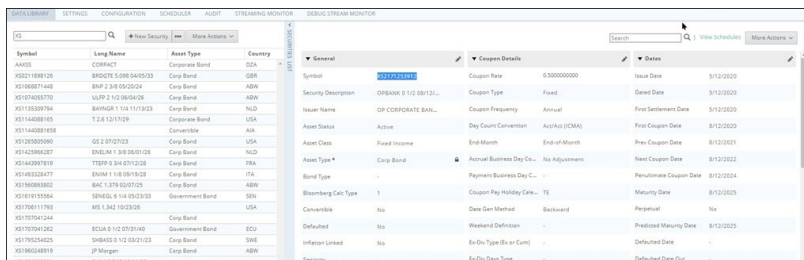 DATA LIBRARY SETTINGS CONFIGURATION SCHEDULER AUDIT STREAMING MONITOR DEBUG STREAM MONITOR
XS + New Security ••• More Actions
Search View Schedules More Actions
SECURITIES LIST
Symbol Long Name Asset Type Country
AAKSS CORPACT Corporate Bond DZA
XS0211898126 BRDGTE 5.098 04/05/33 Corp Bond GBR
XS1068871448 BNP 2 3/8 05/20/24 Corp Bond ABW
XS1074055770 ULFP 2 1/2 06/04/26 Corp Bond ABW
XS1135309794 BAYNGR 1 1/4 11/13/23 Corp Bond NLD
XS1144088165 T 2.6 12/17/29 Corp Bond USA
XS11440881658 Convertible AIA
XS1265805090 GS 2 07/27/23 Corp Bond USA
XS1425966287 ENELIM 1 3/8 06/01/26 Corp Bond NLD
XS1443997819 TTEFP 0 3/4 07/12/28 Corp Bond FRA
XS1493328477 ENIIM 1 1/8 09/19/28 Corp Bond ITA
XS1560863802 BAC 1.379 02/07/25 Corp Bond ABW
XS1619155564 SENEGL 6 1/4 05/23/33 Government Bond SEN
XS1706111793 MS 1.342 10/23/26 USA
XS1707041244 Corp Bond
XS1707041262 ECUA 0 1/2 07/31/40 Government Bond ECU
XS1795254025 SHBASS 0 1/2 03/21/23 Corp Bond SWE
XS1960248919 JP Morgan Corp Bond ABW
General
Symbol XS2171253912
Security Description OPBANK 0 1/2 08/12/...
Issuer Name OP CORPORATE BAN...
Asset Status Active
Asset Class Fixed Income
Asset Type * Corp Bond
Bond Type -
Bloomberg Calc Type 1
Convertible No
Defaulted No
Inflation Linked No
Coupon Details
Coupon Rate 0.5000000000
Coupon Type Fixed
Coupon Frequency Annual
Day Count Convention Act/Act (ICMA)
End-Month End-of-Month
Accrual Business Day Co... No Adjustment
Payment Business Day C... -
Coupon Pay Holiday Cale... TE
Date Gen Method Backward
Weekend Definition -
Ex-Div Type (Ex or Cum) -
Ex-Div Days Type
Dates
Issue Date 5/12/2020
Dated Date 5/12/2020
First Settlement Date 5/12/2020
First Coupon Date 8/12/2020
Prev Coupon Date 8/12/2021
Next Coupon Date 8/12/2022
Penultimate Coupon Date 8/12/2024
Maturity Date 8/12/2025
Perpetual No
Predicted Maturity Date 8/12/2025
Defaulted Date -
Defaulted Date Out